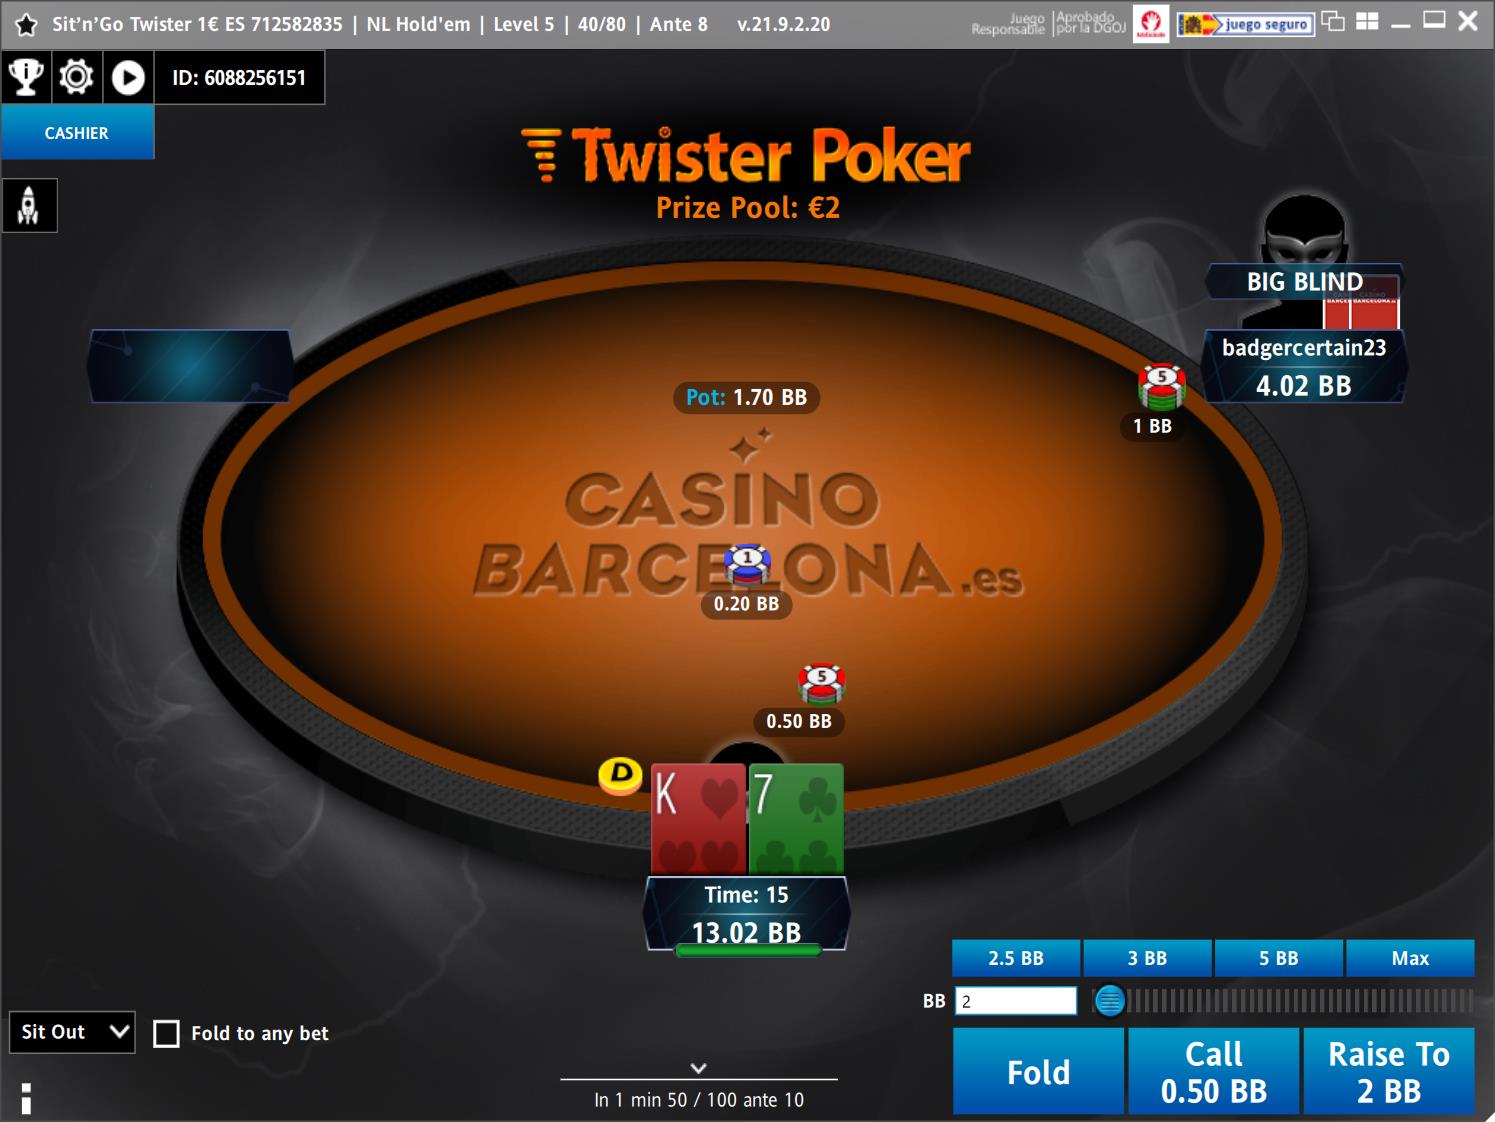 Sit'n'Go Twister 1€ ES 712582835 | NL Hold'em | Level 5 | 40/80 | Ante 8 v.21.9.2.20
Juego Responsable
Aprobado por la DGOJ
juego seguro
ID: 6088256151
CASHIER
Twister Poker
Prize Pool: €2
BIG BLIND
badgercertain23
4.02 BB
Pot: 1.70 BB
5
1 BB
CASINO
BARCELONA.es
1
0.20 BB
5
0.50 BB
D
K 7
Time: 15
13.02 BB
2.5 BB 3 BB 5 BB Max
BB 2
Sit Out Fold to any bet
Fold
Call 0.50 BB
Raise To 2 BB
In 1 min 50 / 100 ante 10